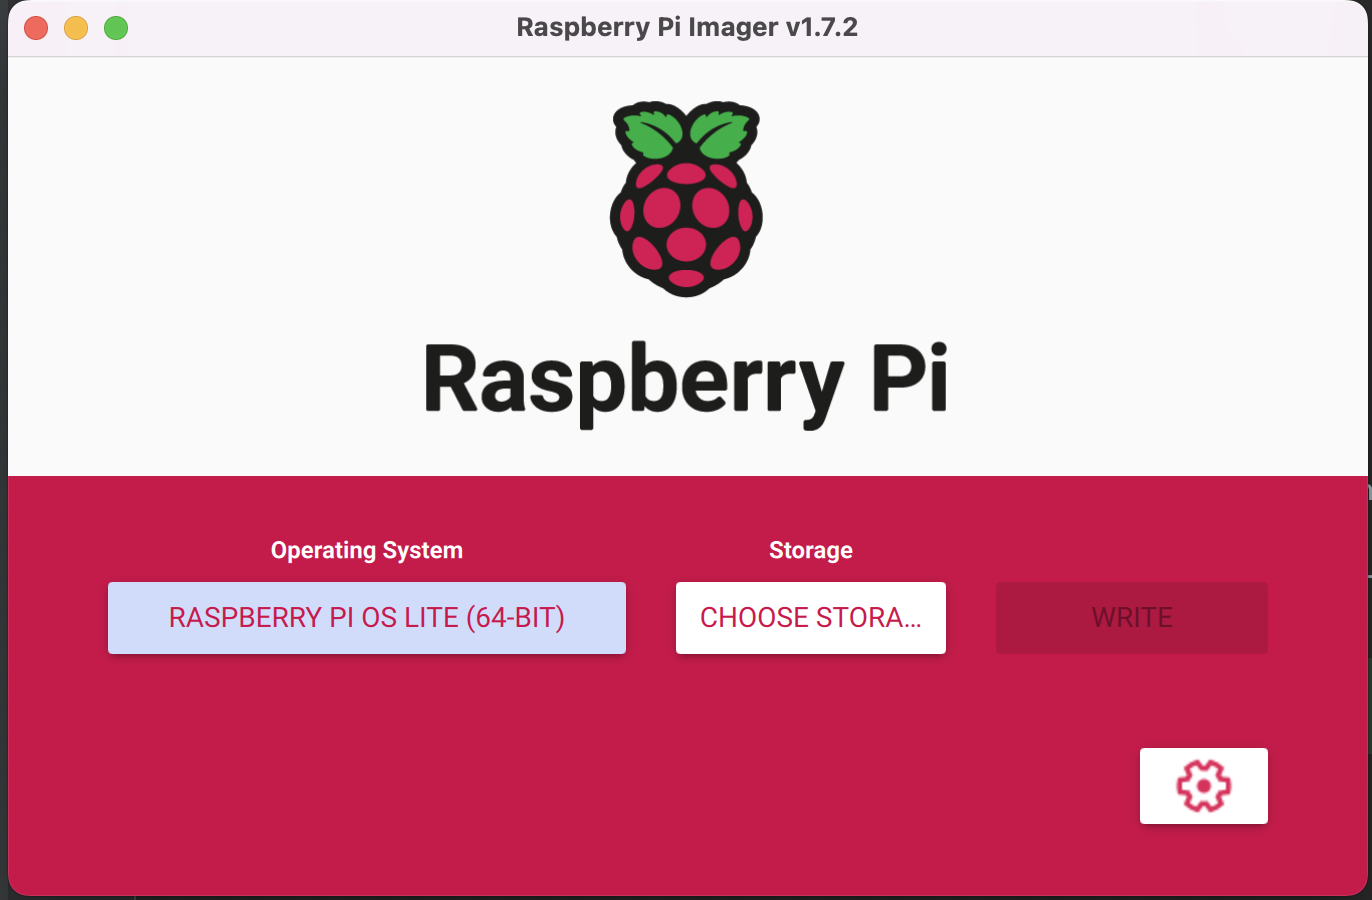 Raspberry Pi Imager v1.7.2
Raspberry Pi
Operating System
Storage
RASPBERRY PI OS LITE (64-BIT)
CHOOSE STORA...
WRITE